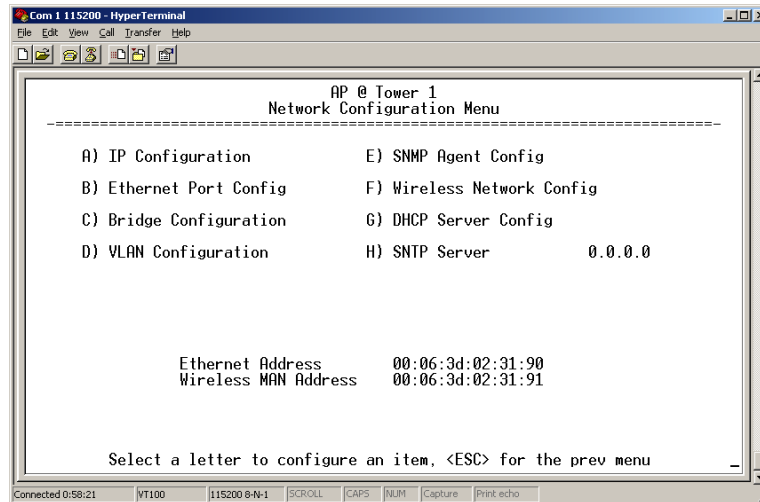 Com 1 115200 - HyperTerminal
File Edit View Call Transfer Help
AP @ Tower 1
Network Configuration Menu
-==========================================================================-
A) IP Configuration E) SNMP Agent Config
B) Ethernet Port Config F) Wireless Network Config
C) Bridge Configuration G) DHCP Server Config
D) VLAN Configuration H) SNTP Server 0.0.0.0
Ethernet Address 00:06:3d:02:31:90
Wireless MAN Address 00:06:3d:02:31:91
Select a letter to configure an item, <ESC> for the prev menu _
Connected 0:58:21 VT100 115200 8-N-1 SCROLL CAPS NUM Capture Print echo